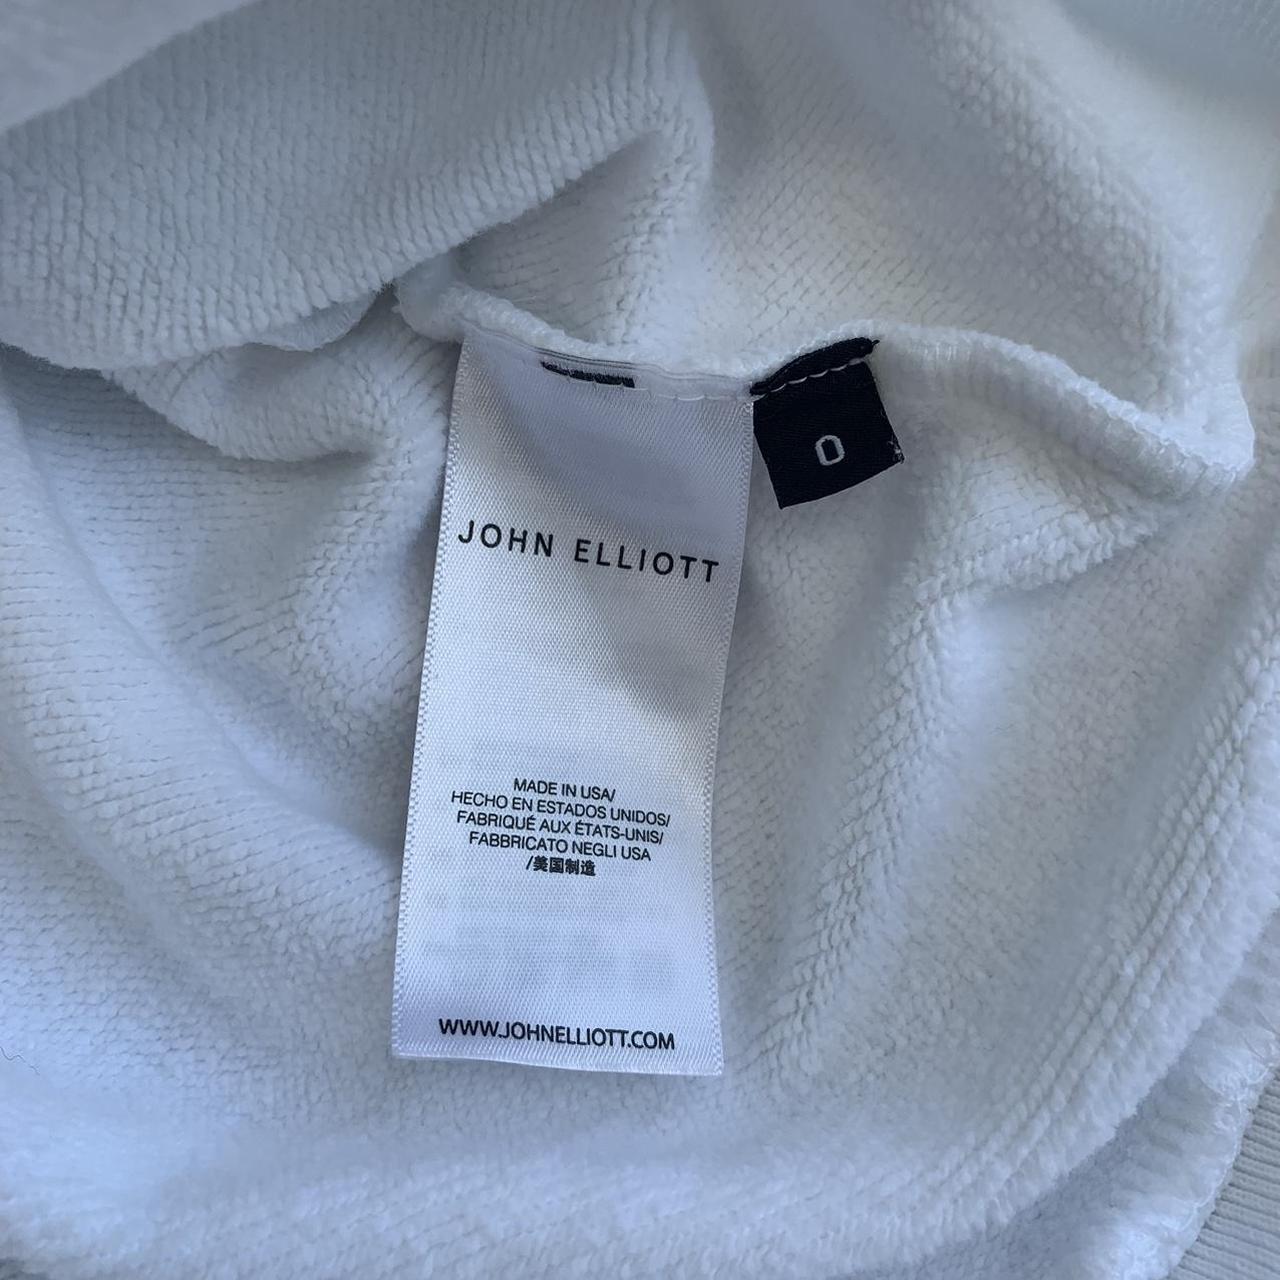 JOHN ELLIOTT
0
MADE IN USA/
HECHO EN ESTADOS UNIDOS/
FABRIQUÉ AUX ÉTATS-UNIS/
FABBRICATO NEGLI USA
/美国制造
WWW.JOHNELLIOTT.COM